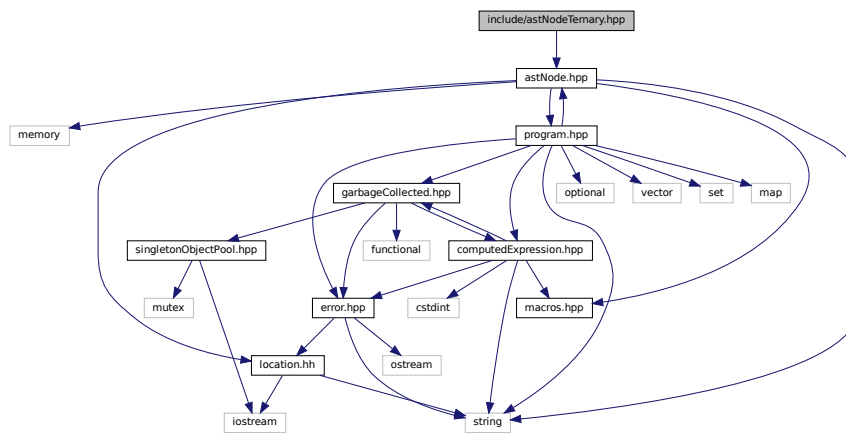 include/astNodeTernary.hpp
astNode.hpp
memory
program.hpp
garbageCollected.hpp
optional
vector
set
map
singletonObjectPool.hpp
functional
computedExpression.hpp
mutex
error.hpp
cstdint
macros.hpp
location.hh
ostream
iostream
string